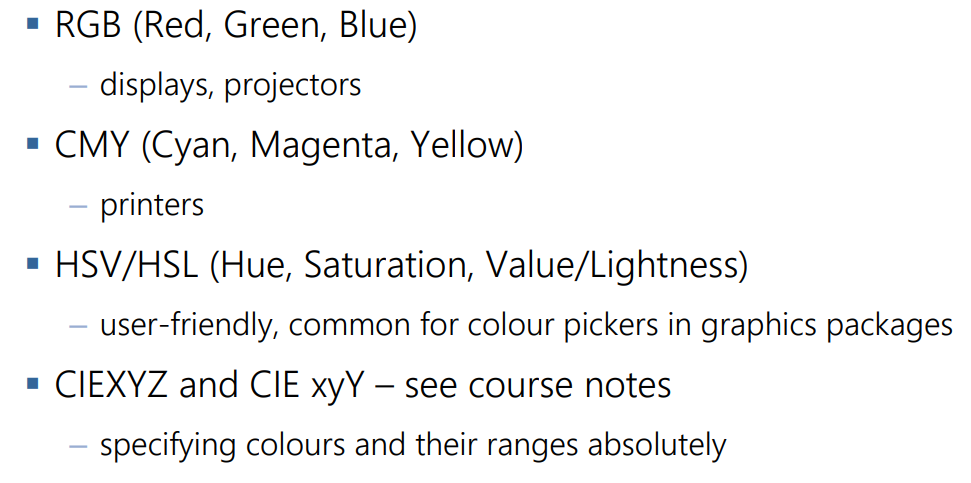 ▪ RGB (Red, Green, Blue)
– displays, projectors
▪ CMY (Cyan, Magenta, Yellow)
– printers
▪ HSV/HSL (Hue, Saturation, Value/Lightness)
– user-friendly, common for colour pickers in graphics packages
▪ CIEXYZ and CIE xyY – see course notes
– specifying colours and their ranges absolutely